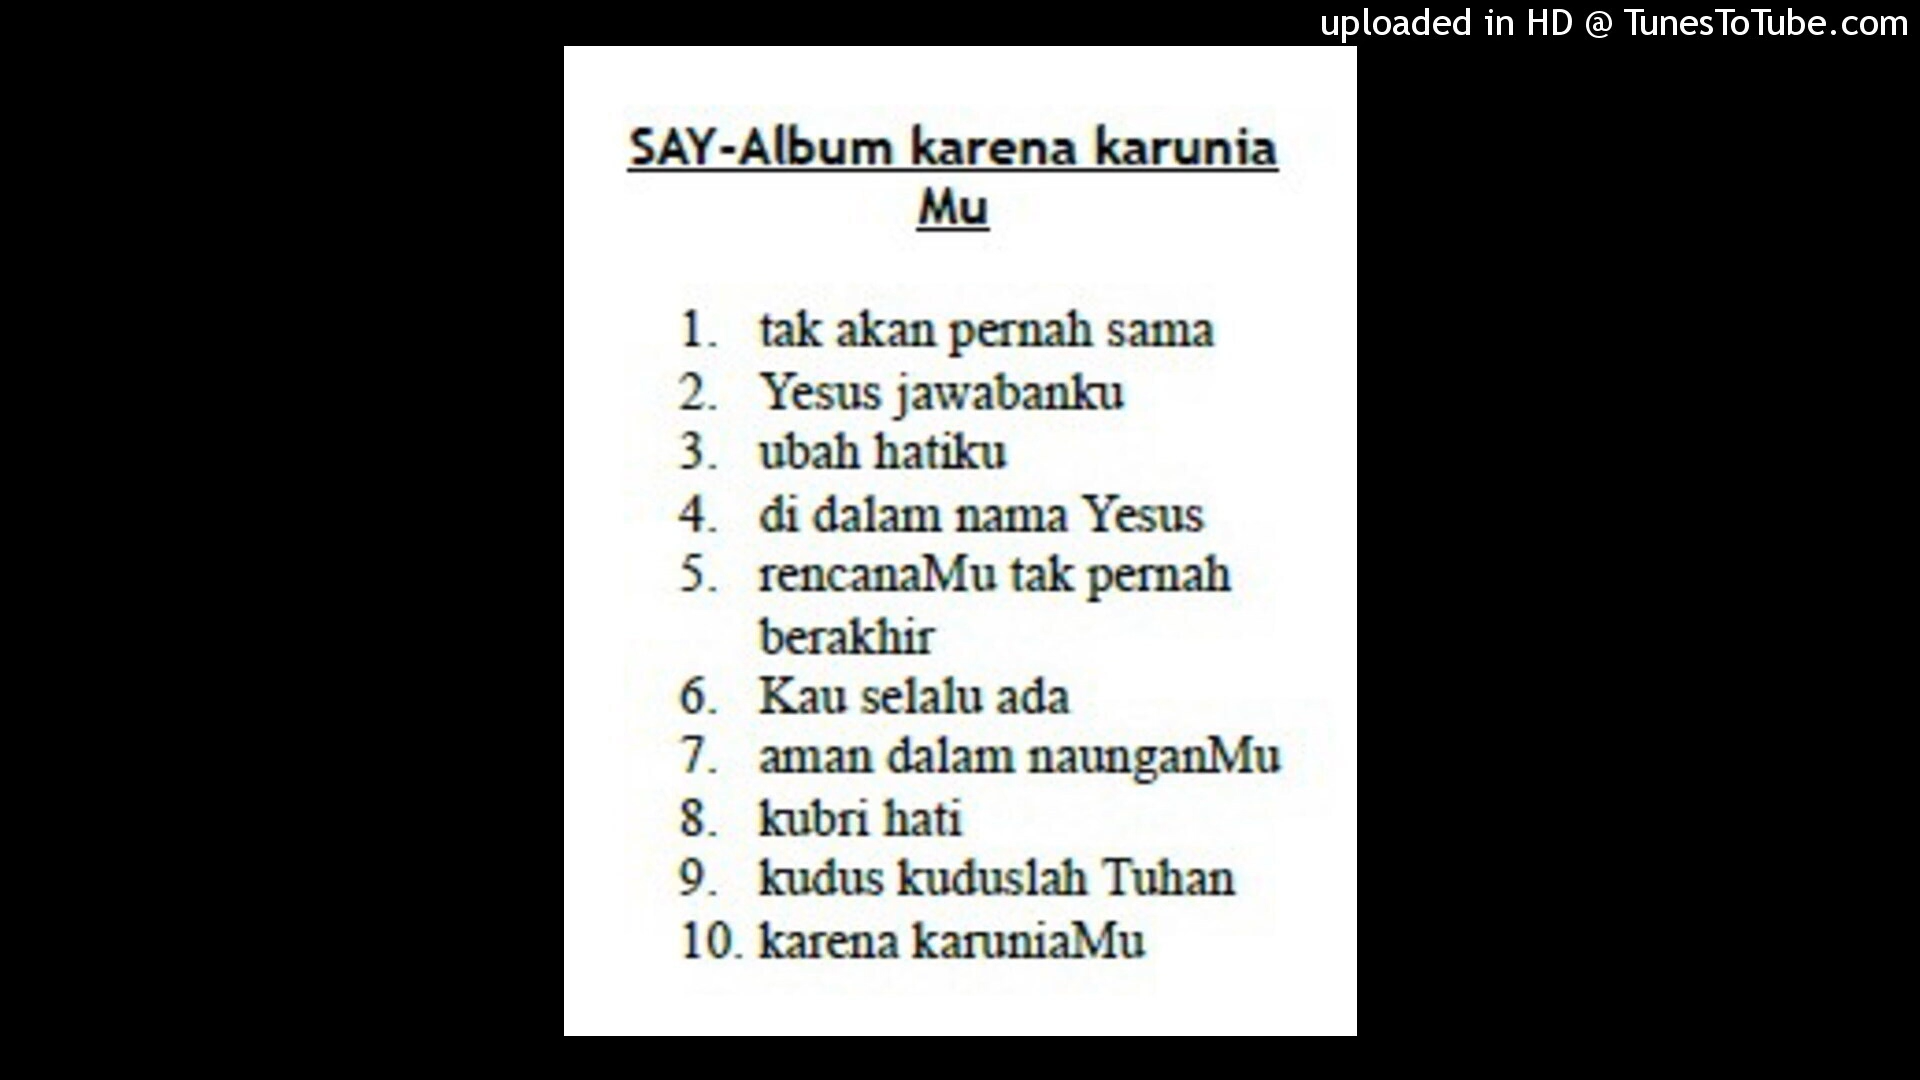 uploaded in HD @ TunesToTube.com
SAY-Album karena karunia
Mu
1. tak akan pernah sama
2. Yesus jawabanku
3. ubah hatiku
4. di dalam nama Yesus
5. rencanaMu tak pernah
berakhir
6. Kau selalu ada
7. aman dalam naunganMu
8. kubri hati
9. kudus kuduslah Tuhan
10. karena karuniaMu